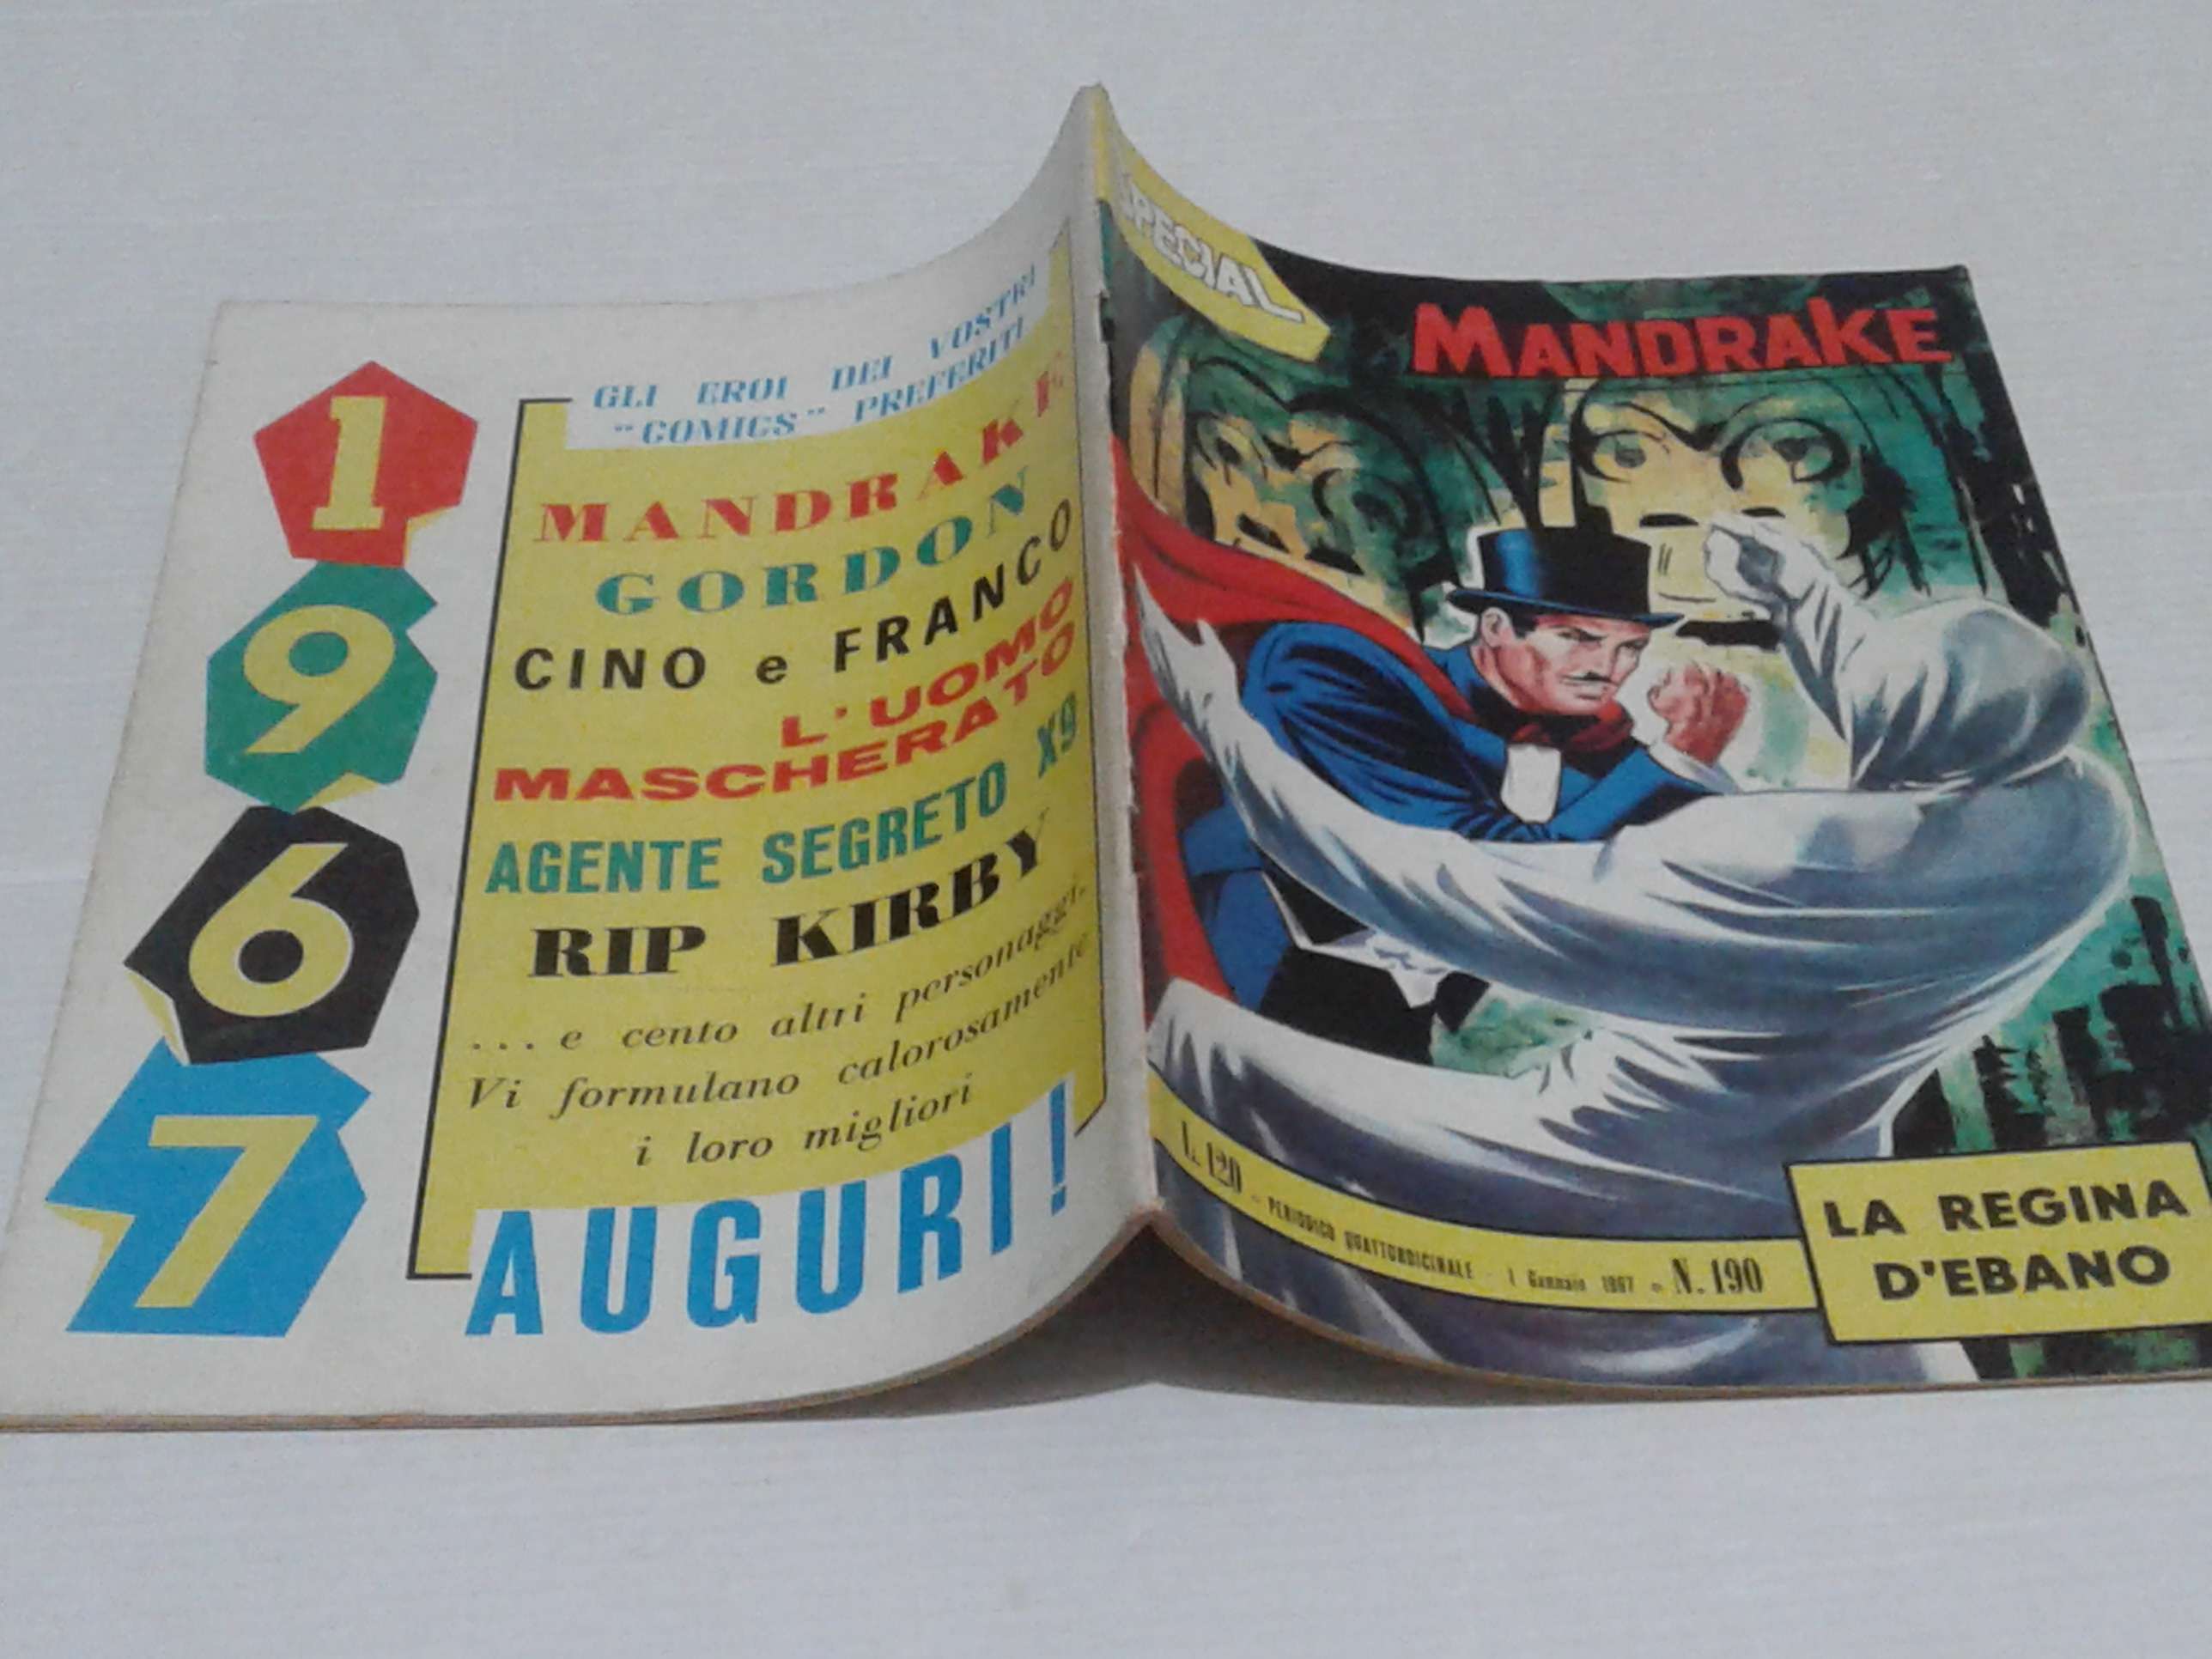 1
9
6
7
GLI EROI DEI VOSTRI
"COMICS" PREFERITI
MANDRAKE
GORDON
CINO e FRANCO
L'UOMO
MASCHERATO
AGENTE SEGRETO X9
RIP KIRBY
... e cento altri personaggi.
Vi formulano calorosamente
i loro migliori
AUGURI!
SPECIAL
MANDRAKE
L. 120 - PERIODICO QUATTORDICINALE - 1 Gennaio 1967 - N. 190
LA REGINA
D'EBANO